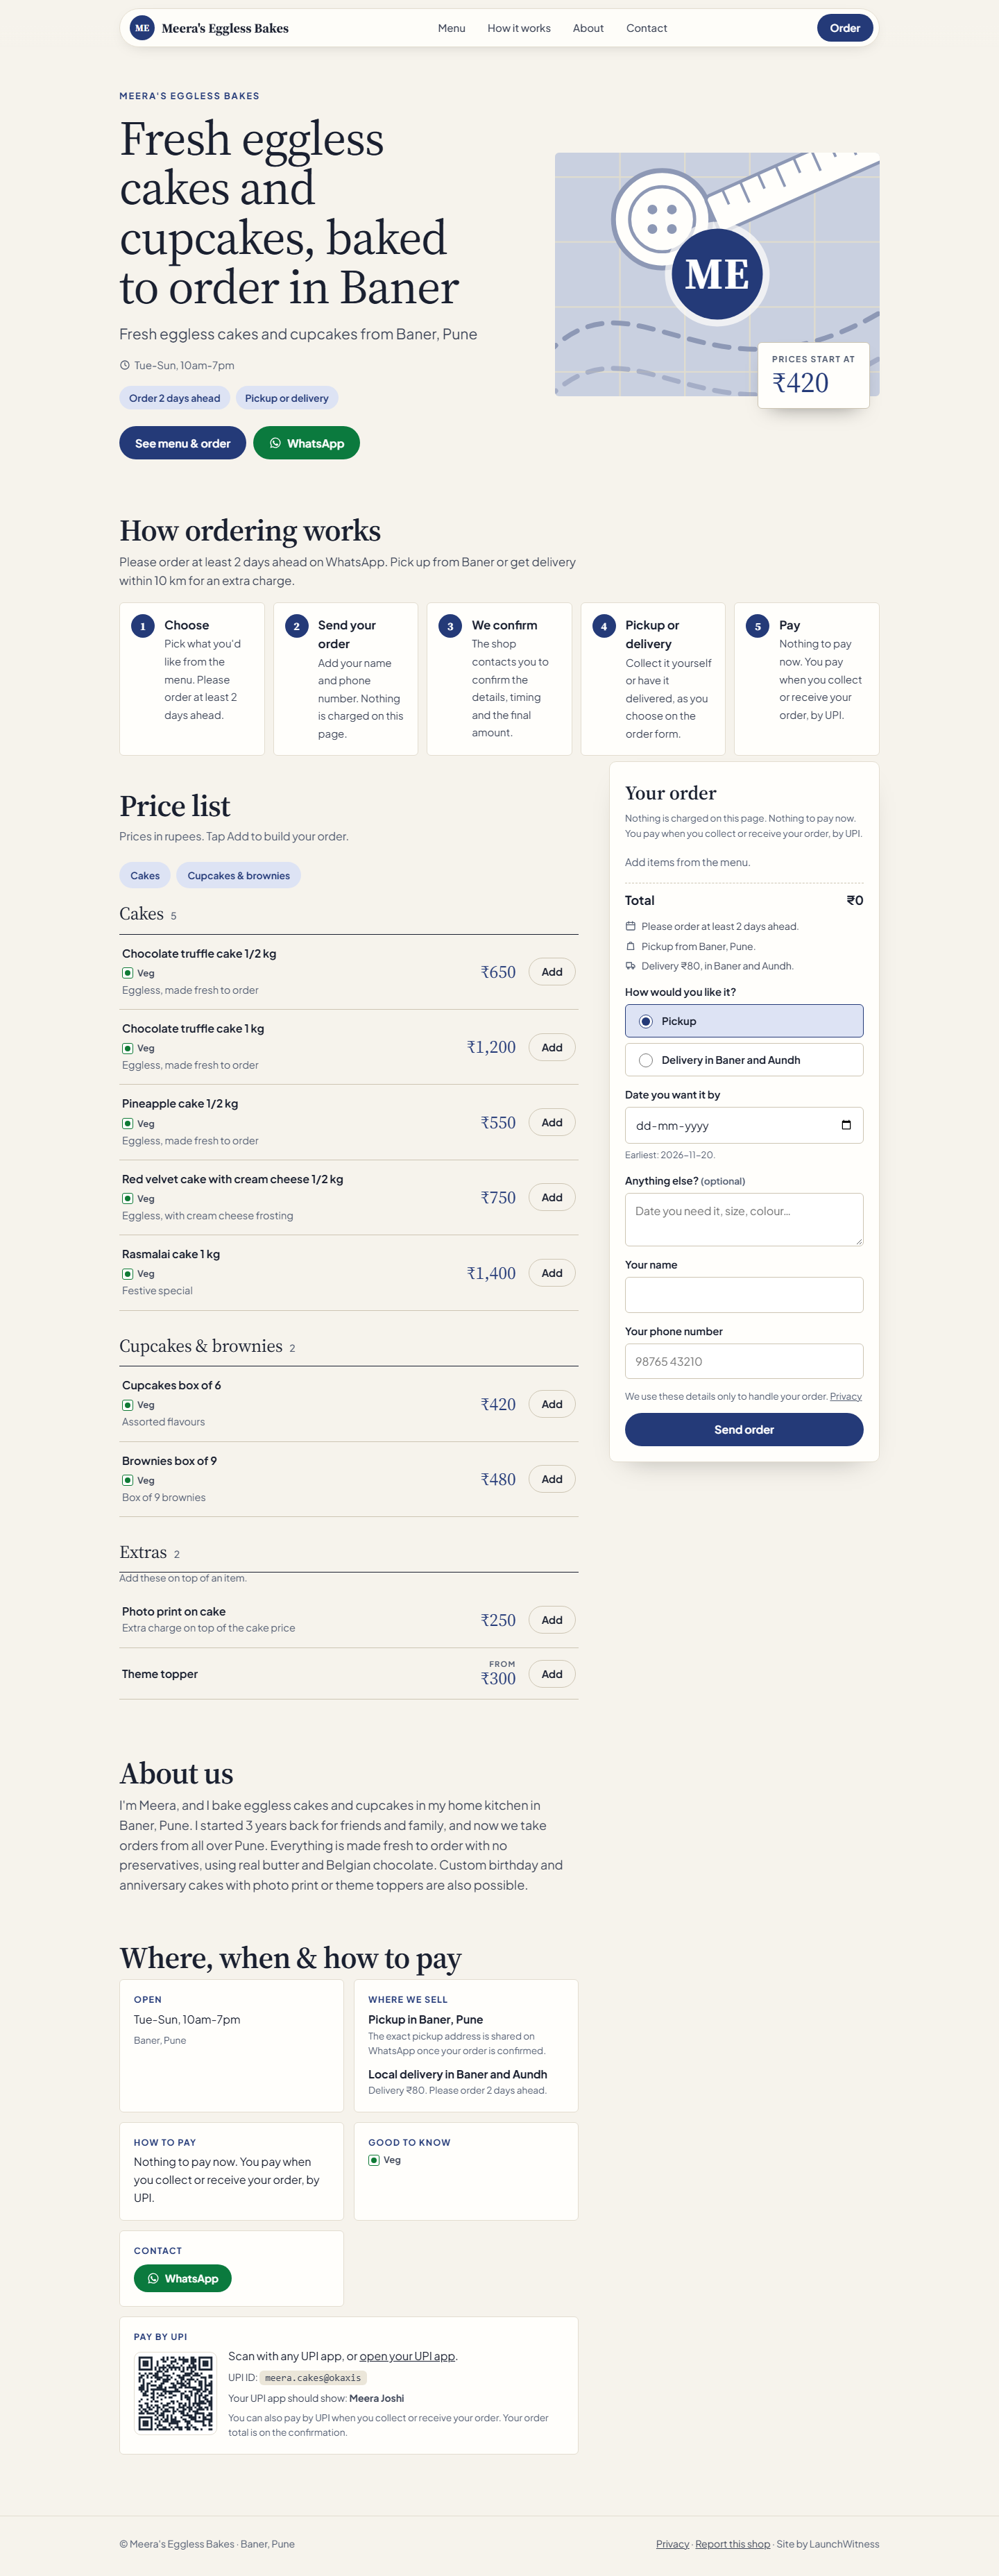 ME Meera's Eggless Bakes
Menu How it works About Contact
Order
MEERA'S EGGLESS BAKES
Fresh eggless
cakes and
cupcakes, baked
to order in Baner
Fresh eggless cakes and cupcakes from Baner, Pune
Tue-Sun, 10am-7pm
Order 2 days ahead Pickup or delivery
See menu & order WhatsApp
ME
PRICES START AT
₹420
How ordering works
Please order at least 2 days ahead on WhatsApp. Pick up from Baner or get delivery
within 10 km for an extra charge.
1 Choose
Pick what you'd
like from the
menu. Please
order at least 2
days ahead.
2 Send your
order
Add your name
and phone
number. Nothing
is charged on this
page.
3 We confirm
The shop
contacts you to
confirm the
details, timing
and the final
amount.
4 Pickup or
delivery
Collect it yourself
or have it
delivered, as you
choose on the
order form.
5 Pay
Nothing to pay
now. You pay
when you collect
or receive your
order, by UPI.
Price list
Prices in rupees. Tap Add to build your order.
Cakes Cupcakes & brownies
Cakes 5
Chocolate truffle cake 1/2 kg
Veg
Eggless, made fresh to order
₹650 Add
Chocolate truffle cake 1 kg
Veg
Eggless, made fresh to order
₹1,200 Add
Pineapple cake 1/2 kg
Veg
Eggless, made fresh to order
₹550 Add
Red velvet cake with cream cheese 1/2 kg
Veg
Eggless, with cream cheese frosting
₹750 Add
Rasmalai cake 1 kg
Veg
Festive special
₹1,400 Add
Cupcakes & brownies 2
Cupcakes box of 6
Veg
Assorted flavours
₹420 Add
Brownies box of 9
Veg
Box of 9 brownies
₹480 Add
Extras 2
Add these on top of an item.
Photo print on cake
Extra charge on top of the cake price
₹250 Add
Theme topper
FROM
₹300 Add
Your order
Nothing is charged on this page. Nothing to pay now.
You pay when you collect or receive your order, by UPI.
Add items from the menu.
Total ₹0
Please order at least 2 days ahead.
Pickup from Baner, Pune.
Delivery ₹80, in Baner and Aundh.
How would you like it?
Pickup
Delivery in Baner and Aundh
Date you want it by
dd-mm-yyyy
Earliest: 2026-11-20.
Anything else? (optional)
Date you need it, size, colour…
Your name
Your phone number
98765 43210
We use these details only to handle your order. Privacy
Send order
About us
I'm Meera, and I bake eggless cakes and cupcakes in my home kitchen in
Baner, Pune. I started 3 years back for friends and family, and now we take
orders from all over Pune. Everything is made fresh to order with no
preservatives, using real butter and Belgian chocolate. Custom birthday and
anniversary cakes with photo print or theme toppers are also possible.
Where, when & how to pay
OPEN
Tue-Sun, 10am-7pm
Baner, Pune
WHERE WE SELL
Pickup in Baner, Pune
The exact pickup address is shared on
WhatsApp once your order is confirmed.
Local delivery in Baner and Aundh
Delivery ₹80. Please order 2 days ahead.
HOW TO PAY
Nothing to pay now. You pay when
you collect or receive your order, by
UPI.
GOOD TO KNOW
Veg
CONTACT
WhatsApp
PAY BY UPI
Scan with any UPI app, or open your UPI app.
UPI ID: meera.cakes@okaxis
Your UPI app should show: Meera Joshi
You can also pay by UPI when you collect or receive your order. Your order
total is on the confirmation.
© Meera's Eggless Bakes · Baner, Pune
Privacy · Report this shop · Site by LaunchWitness